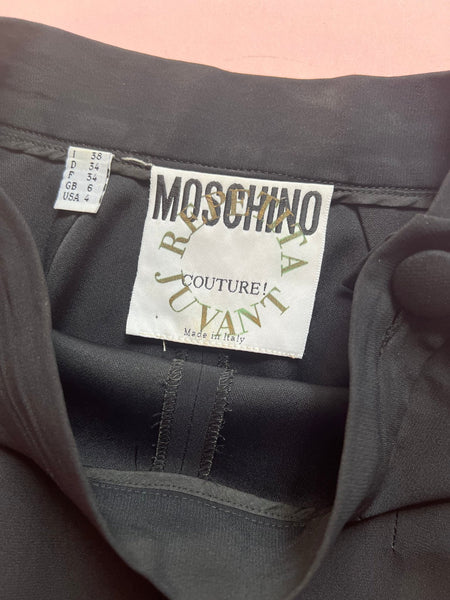 I 38
D 34
F 34
GB 6
USA 4
MOSCHINO
REPETITA
JUVANT
COUTURE!
Made in Italy